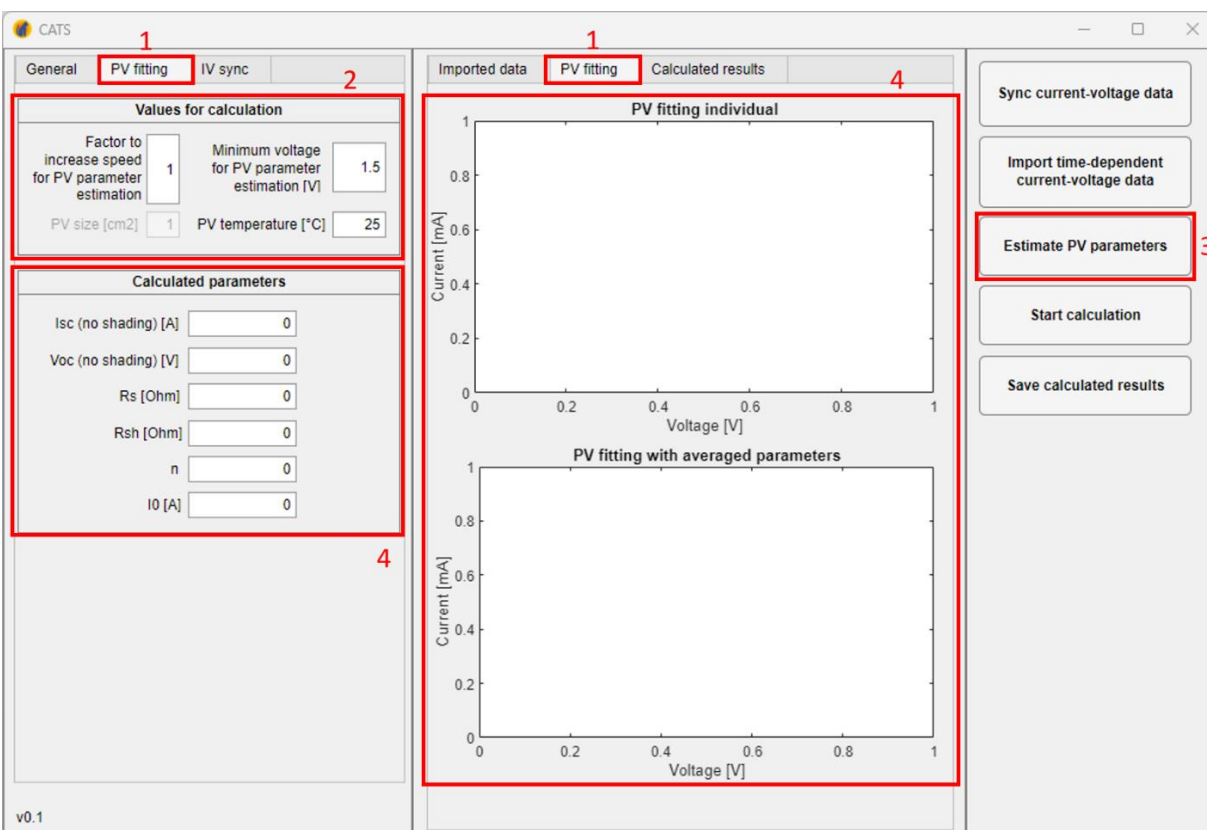 CATS
1
1
General PV fitting IV sync
2
Values for calculation
Factor to
increase speed
for PV parameter
estimation
1
Minimum voltage
for PV parameter
estimation [V]
1.5
PV size [cm2] 1
PV temperature [°C] 25
Calculated parameters
Isc (no shading) [A] 0
Voc (no shading) [V] 0
Rs [Ohm] 0
Rsh [Ohm] 0
n 0
I0 [A] 0
4
v0.1
Imported data PV fitting Calculated results
4
PV fitting individual
1
0.8
0.6
0.4
0.2
0
Current [mA]
0 0.2 0.4 0.6 0.8 1
Voltage [V]
PV fitting with averaged parameters
1
0.8
0.6
0.4
0.2
0
Current [mA]
0 0.2 0.4 0.6 0.8 1
Voltage [V]
Sync current-voltage data
Import time-dependent
current-voltage data
Estimate PV parameters
3
Start calculation
Save calculated results